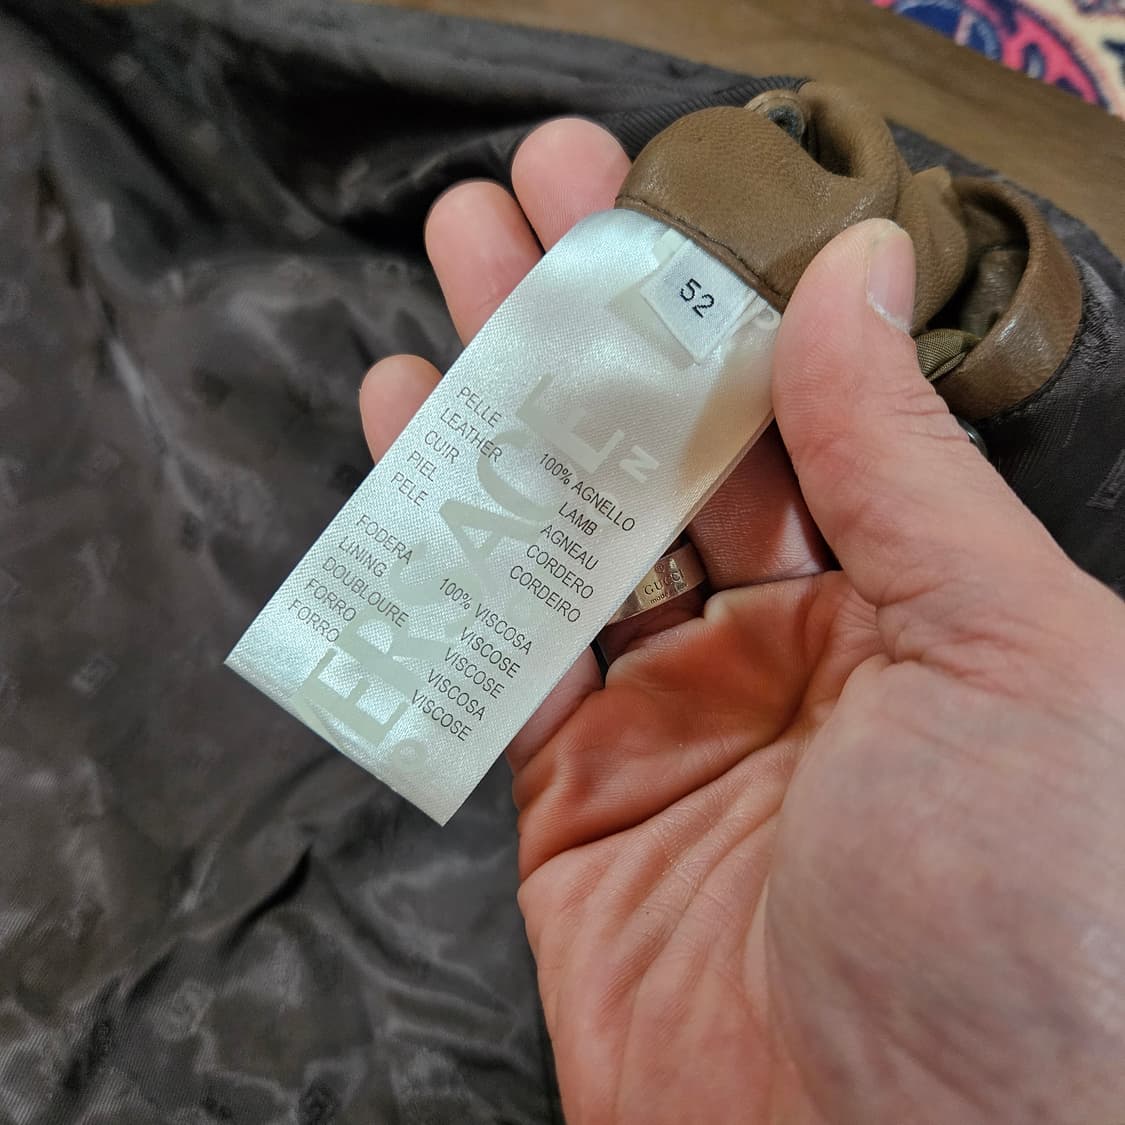 52
PELLE 100% AGNELLO
LEATHER LAMB
CUIR AGNEAU
PIEL CORDERO
PELE CORDEIRO
FODERA 100% VISCOSA
LINING VISCOSE
DOUBLOURE VISCOSE
FORRO VISCOSA
FORRO VISCOSE
ERSACE
GUCCI